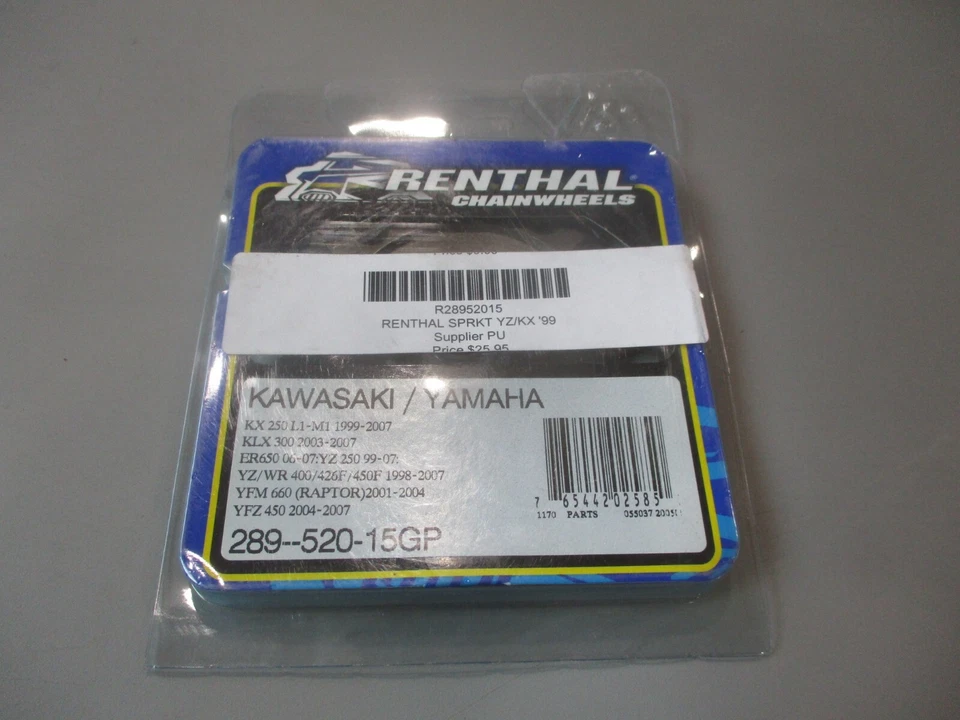 RENTHAL
CHAINWHEELS
R28952015
RENTHAL SPRKT YZ/KX '99
Supplier PU
Price $25.95
KAWASAKI / YAMAHA
KX 250 L1-M1 1999-2007
KLX 300 2003-2007
ER650 06-07:YZ 250 99-07:
YZ/WR 400/426F/450F 1998-2007
YFM 660 (RAPTOR)2001-2004
YFZ 450 2004-2007
289--520-15GP
7 65442 02585
1170 PARTS 055037